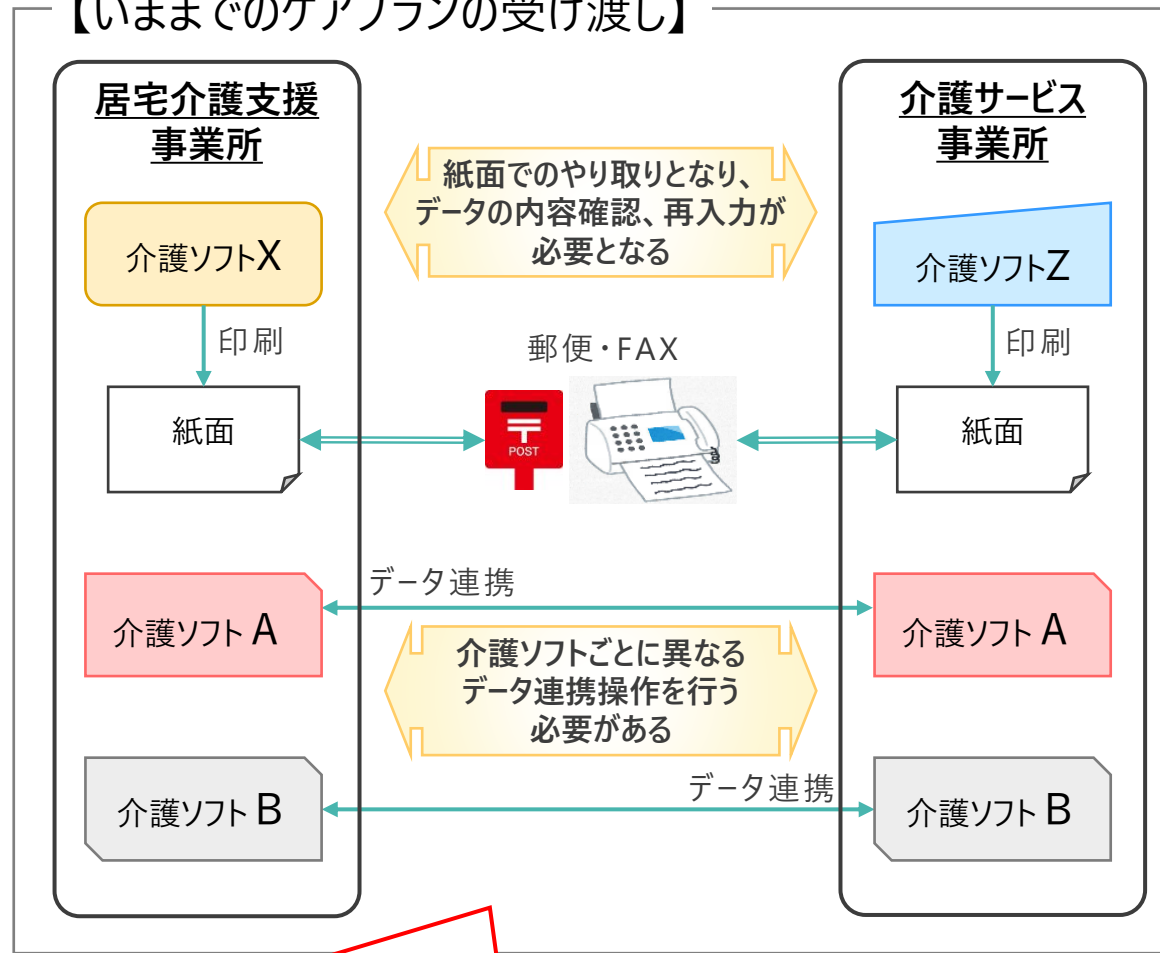 【いままでのケアプランの受け渡し】
居宅介護支援
事業所
介護サービス
事業所
紙面でのやり取りとなり、
データの内容確認、再入力が
必要となる
介護ソフトX
介護ソフトZ
印刷
印刷
郵便・FAX
紙面
POST
紙面
データ連携
介護ソフト A
介護ソフト A
介護ソフトごとに異なる
データ連携操作を行う
必要がある
データ連携
介護ソフト B
介護ソフト B